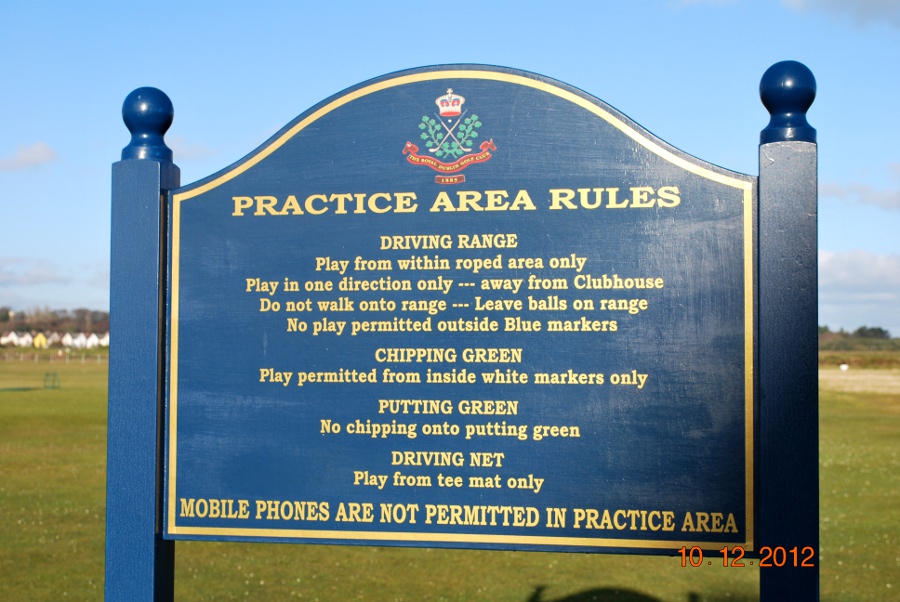 THE ROYAL DUBLIN GOLF CLUB
1885
PRACTICE AREA RULES
DRIVING RANGE
Play from within roped area only
Play in one direction only --- away from Clubhouse
Do not walk onto range --- Leave balls on range
No play permitted outside Blue markers
CHIPPING GREEN
Play permitted from inside white markers only
PUTTING GREEN
No chipping onto putting green
DRIVING NET
Play from tee mat only
MOBILE PHONES ARE NOT PERMITTED IN PRACTICE AREA
10.12.2012